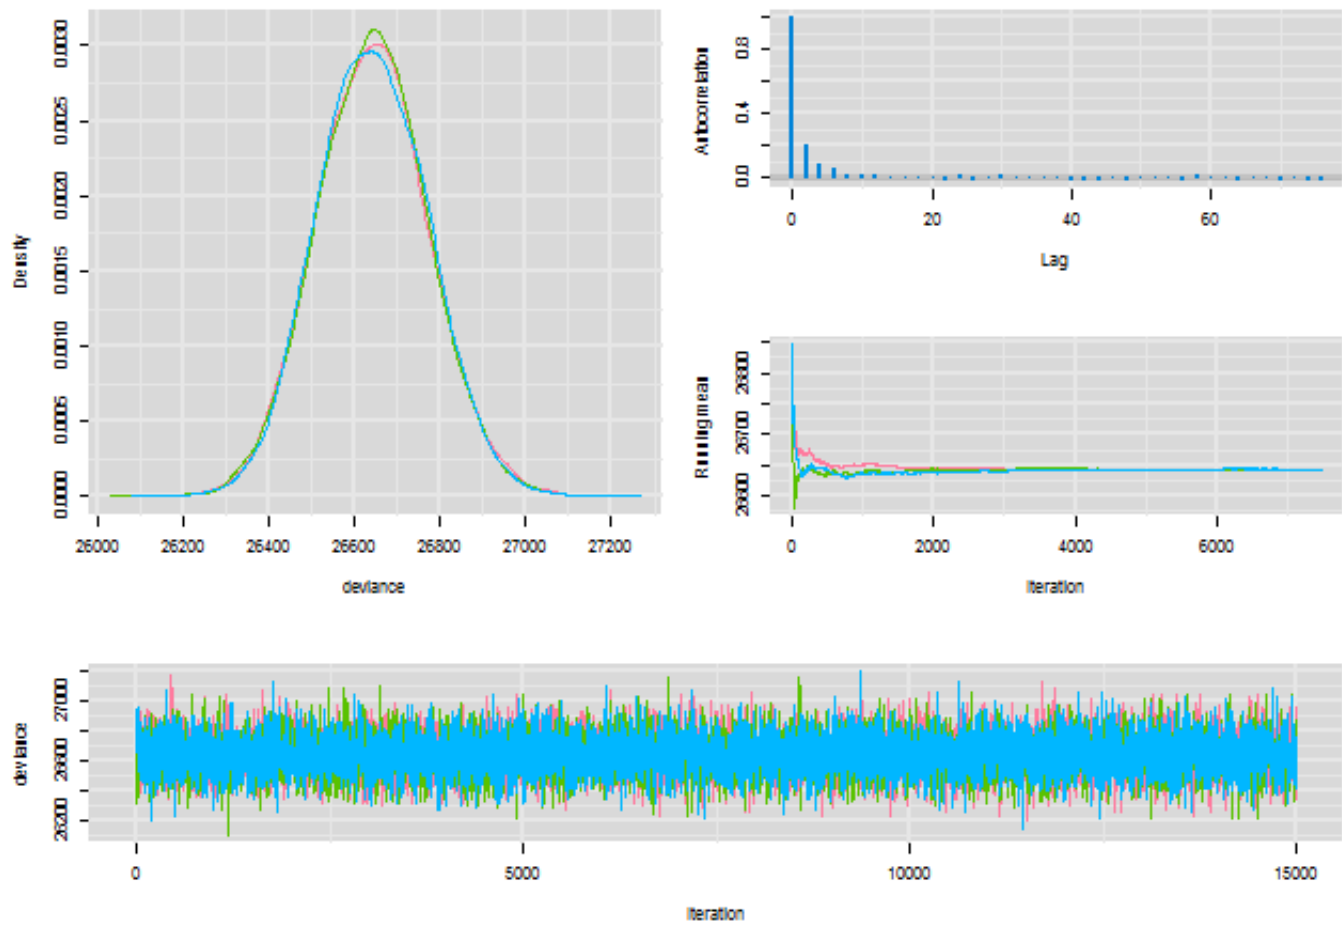 Density
0.0000 0.0005 0.0010 0.0015 0.0020 0.0025 0.0030
26000 26200 26400 26600 26800 27000 27200
deviance
Autocorrelation
0.0 0.4 0.8
0 20 40 60
Lag
Running mean
26600 26700 26800
0 2000 4000 6000
Iteration
deviance
26200 26600 27000
0 5000 10000 15000
Iteration